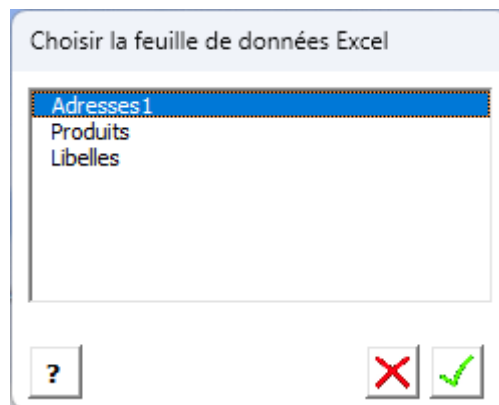 Choisir la feuille de données Excel
Adresses1
Produits
Libelles
?